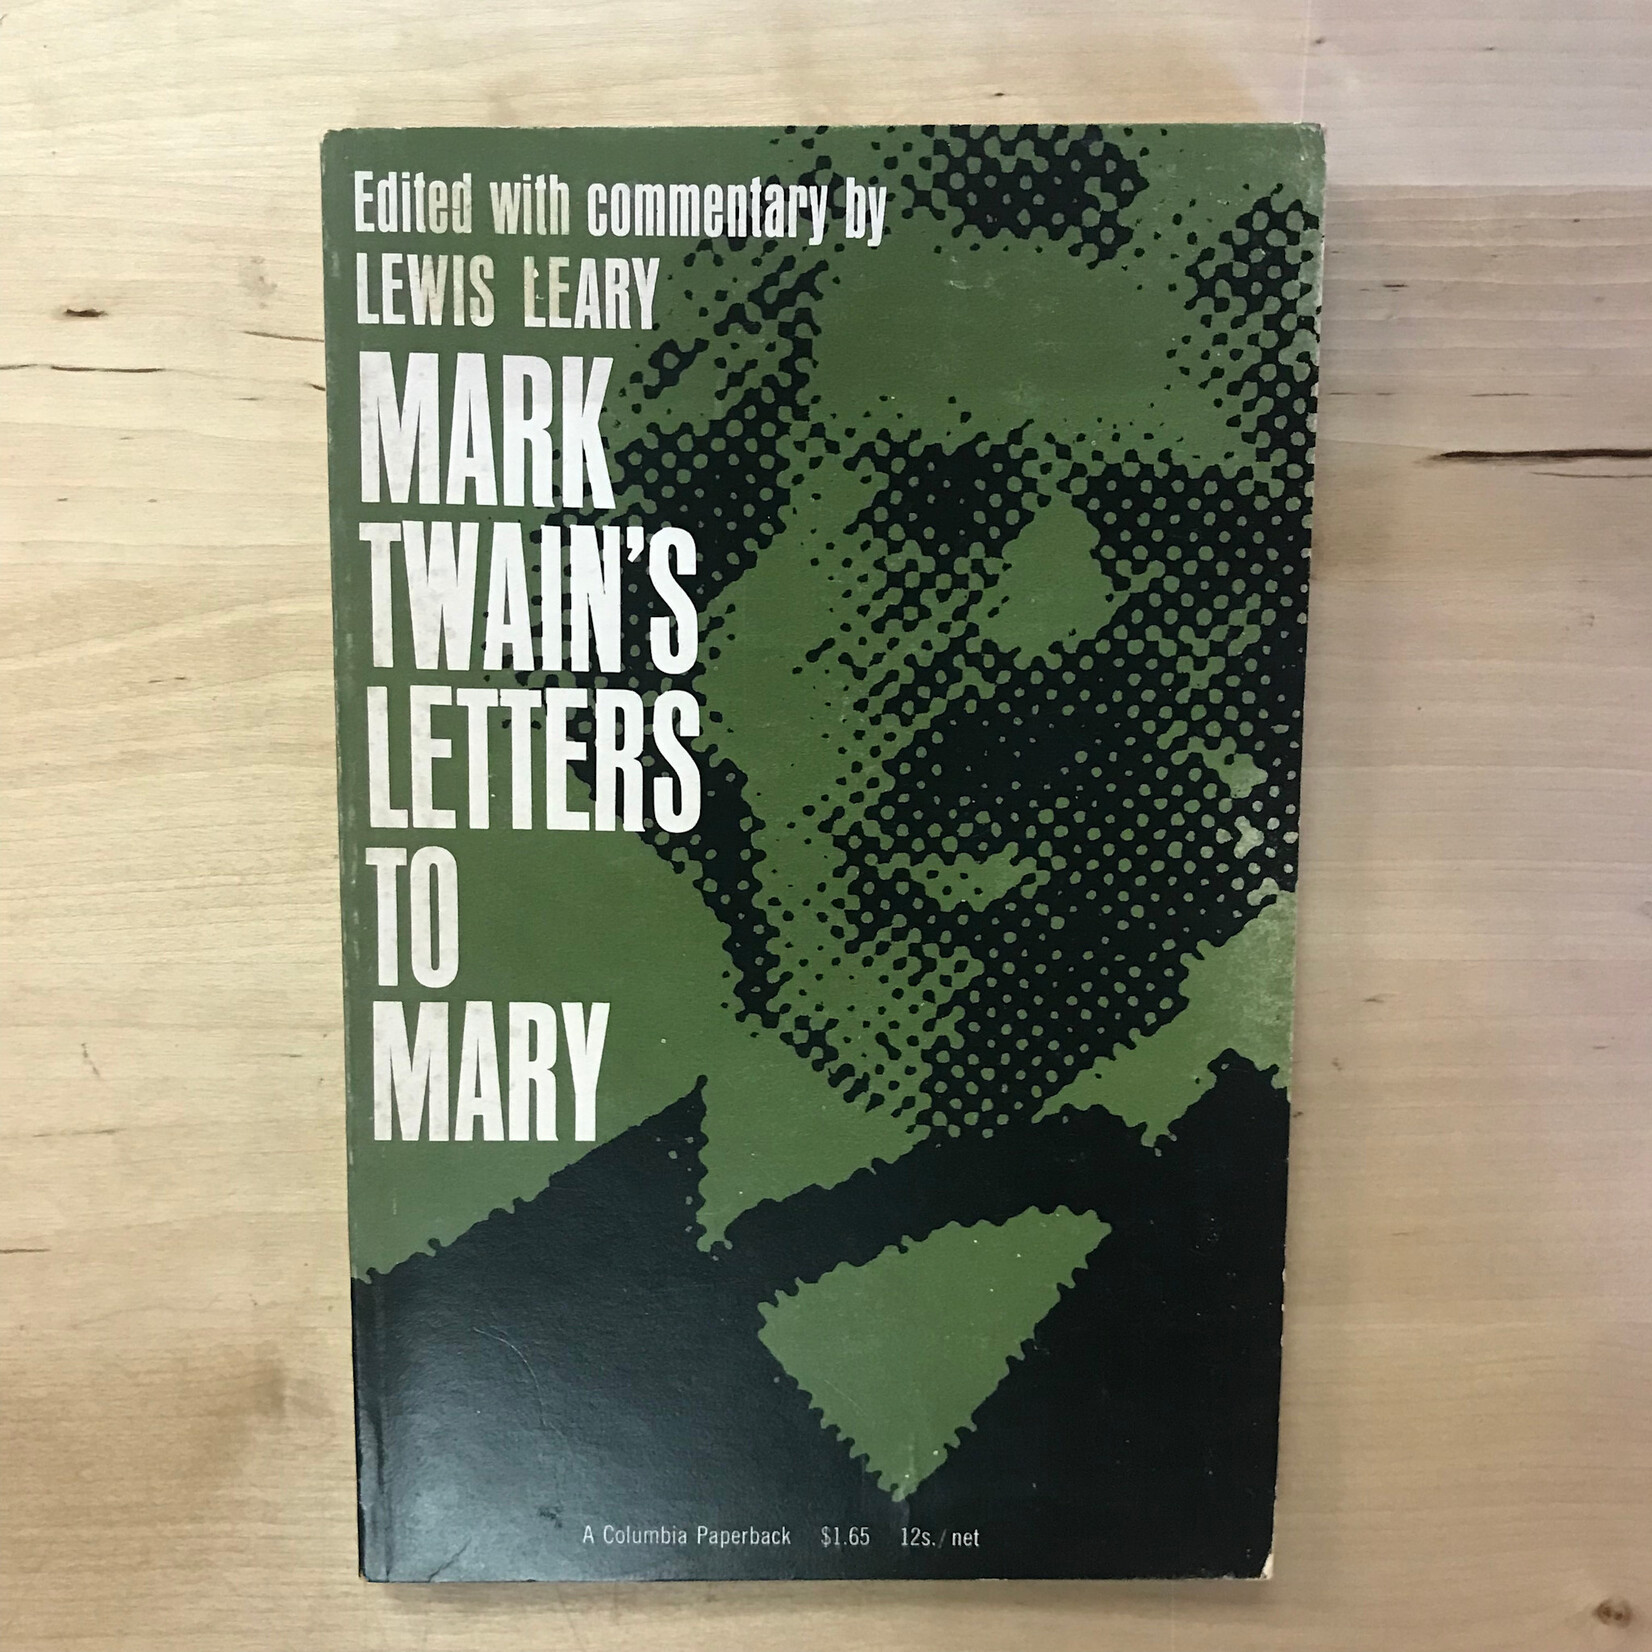 Edited with commentary by
LEWIS LEARY
MARK
TWAIN'S
LETTERS
TO
MARY
A Columbia Paperback $1.65 12s./net